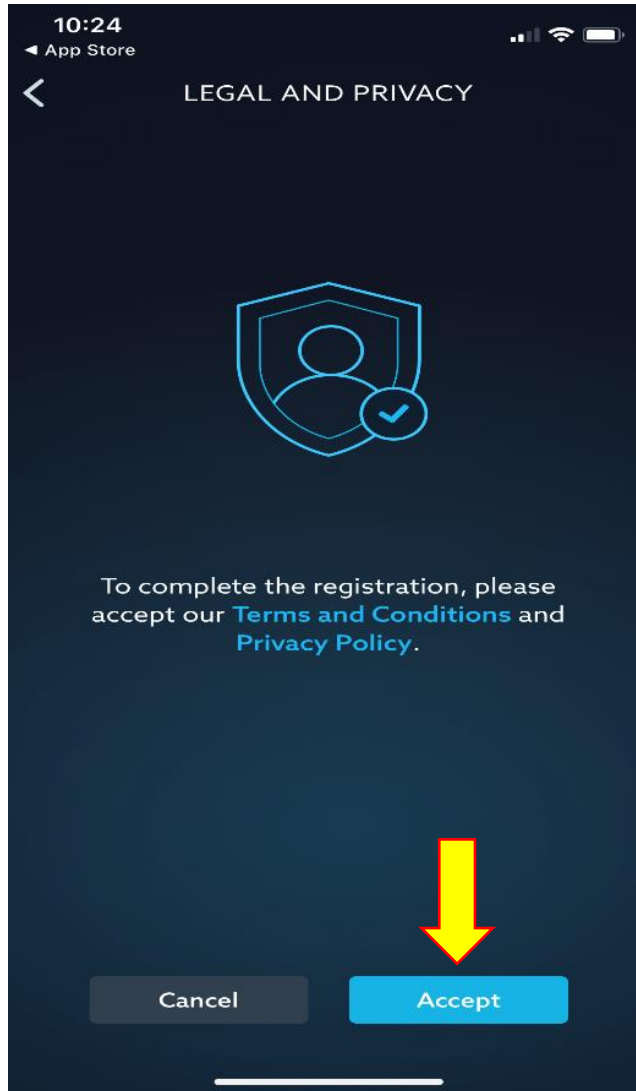 10:24
◄ App Store
LEGAL AND PRIVACY
To complete the registration, please
accept our Terms and Conditions and
Privacy Policy.
Cancel
Accept